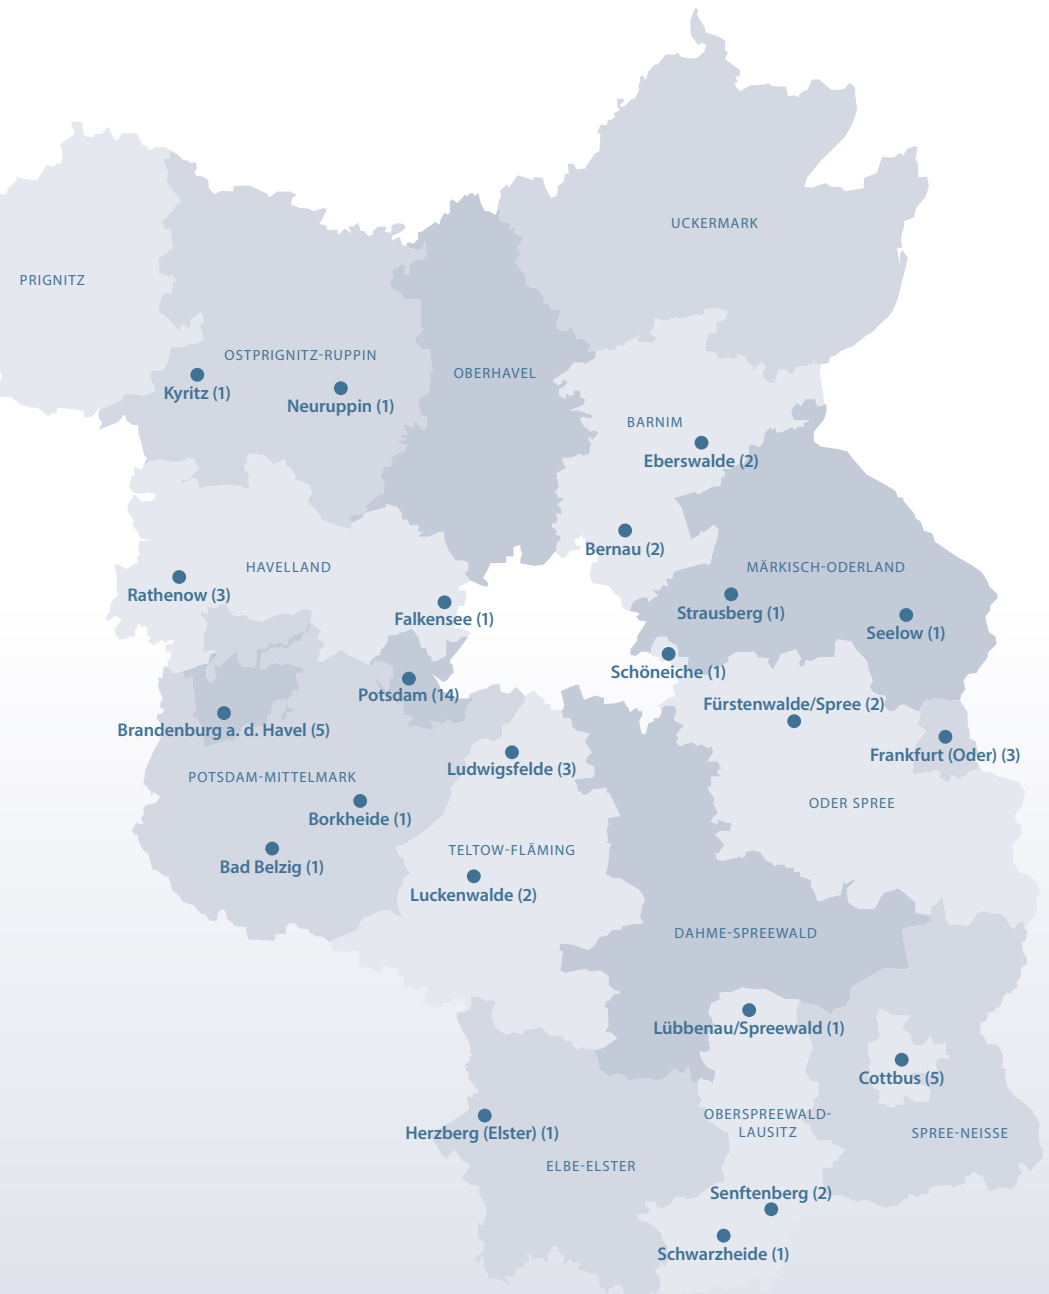 UCKERMARK
PRIGNITZ
OSTPRIGNITZ-RUPPIN
OBERHAVEL
Kyritz (1)
Neuruppin (1)
BARNIM
Eberswalde (2)
Bernau (2)
HAVELLAND
MÄRKISCH-ODERLAND
Rathenow (3)
Falkensee (1)
Strausberg (1)
Seelow (1)
Schöneiche (1)
Potsdam (14)
Fürstenwalde/Spree (2)
Brandenburg a. d. Havel (5)
Frankfurt (Oder) (3)
Ludwigsfelde (3)
POTSDAM-MITTELMARK
ODER SPREE
Borkheide (1)
TELTOW-FLÄMING
Bad Belzig (1)
Luckenwalde (2)
DAHME-SPREEWALD
Lübbenau/Spreewald (1)
Cottbus (5)
OBERSPREEWALD-
LAUSITZ
Herzberg (Elster) (1)
SPREE-NEISSE
ELBE-ELSTER
Senftenberg (2)
Schwarzheide (1)